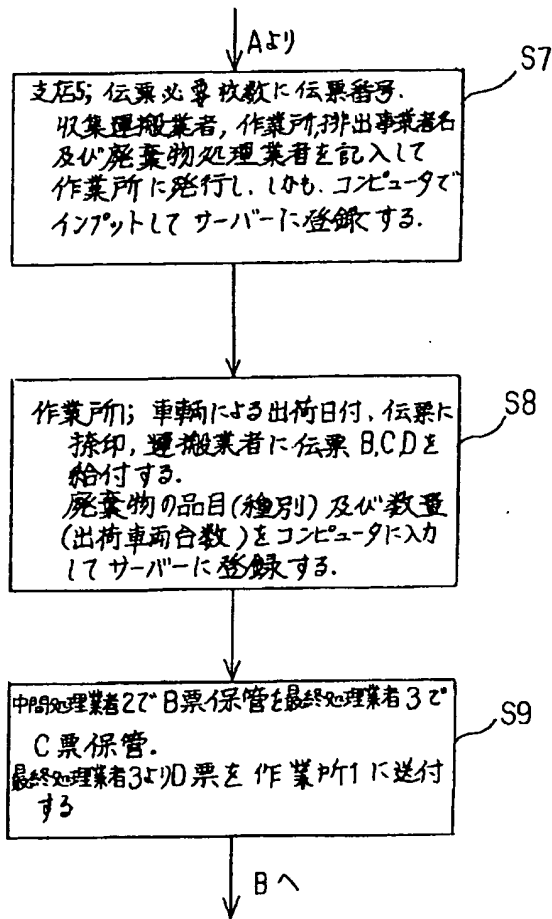 Aより
S7
支店5; 伝票必要枚数に伝票番号.
収集運搬業者, 作業所, 排出事業者名
及び廃棄物処理業者を記入して
作業所に発行し, しかも, コンピュータで
インプットして サーバーに登録する.
S8
作業所1; 車輌による出荷日付, 伝票に
捺印, 運搬業者に伝票 B,C,Dを
給付する.
廃棄物の品目(種別)及び数量
(出荷車両台数)をコンピュータに入力
してサーバーに登録する.
S9
中間処理業者2でB票保管を最終処理業者3で
C票保管.
最終処理業者3よりD票を作業所1に送付
する
Bへ